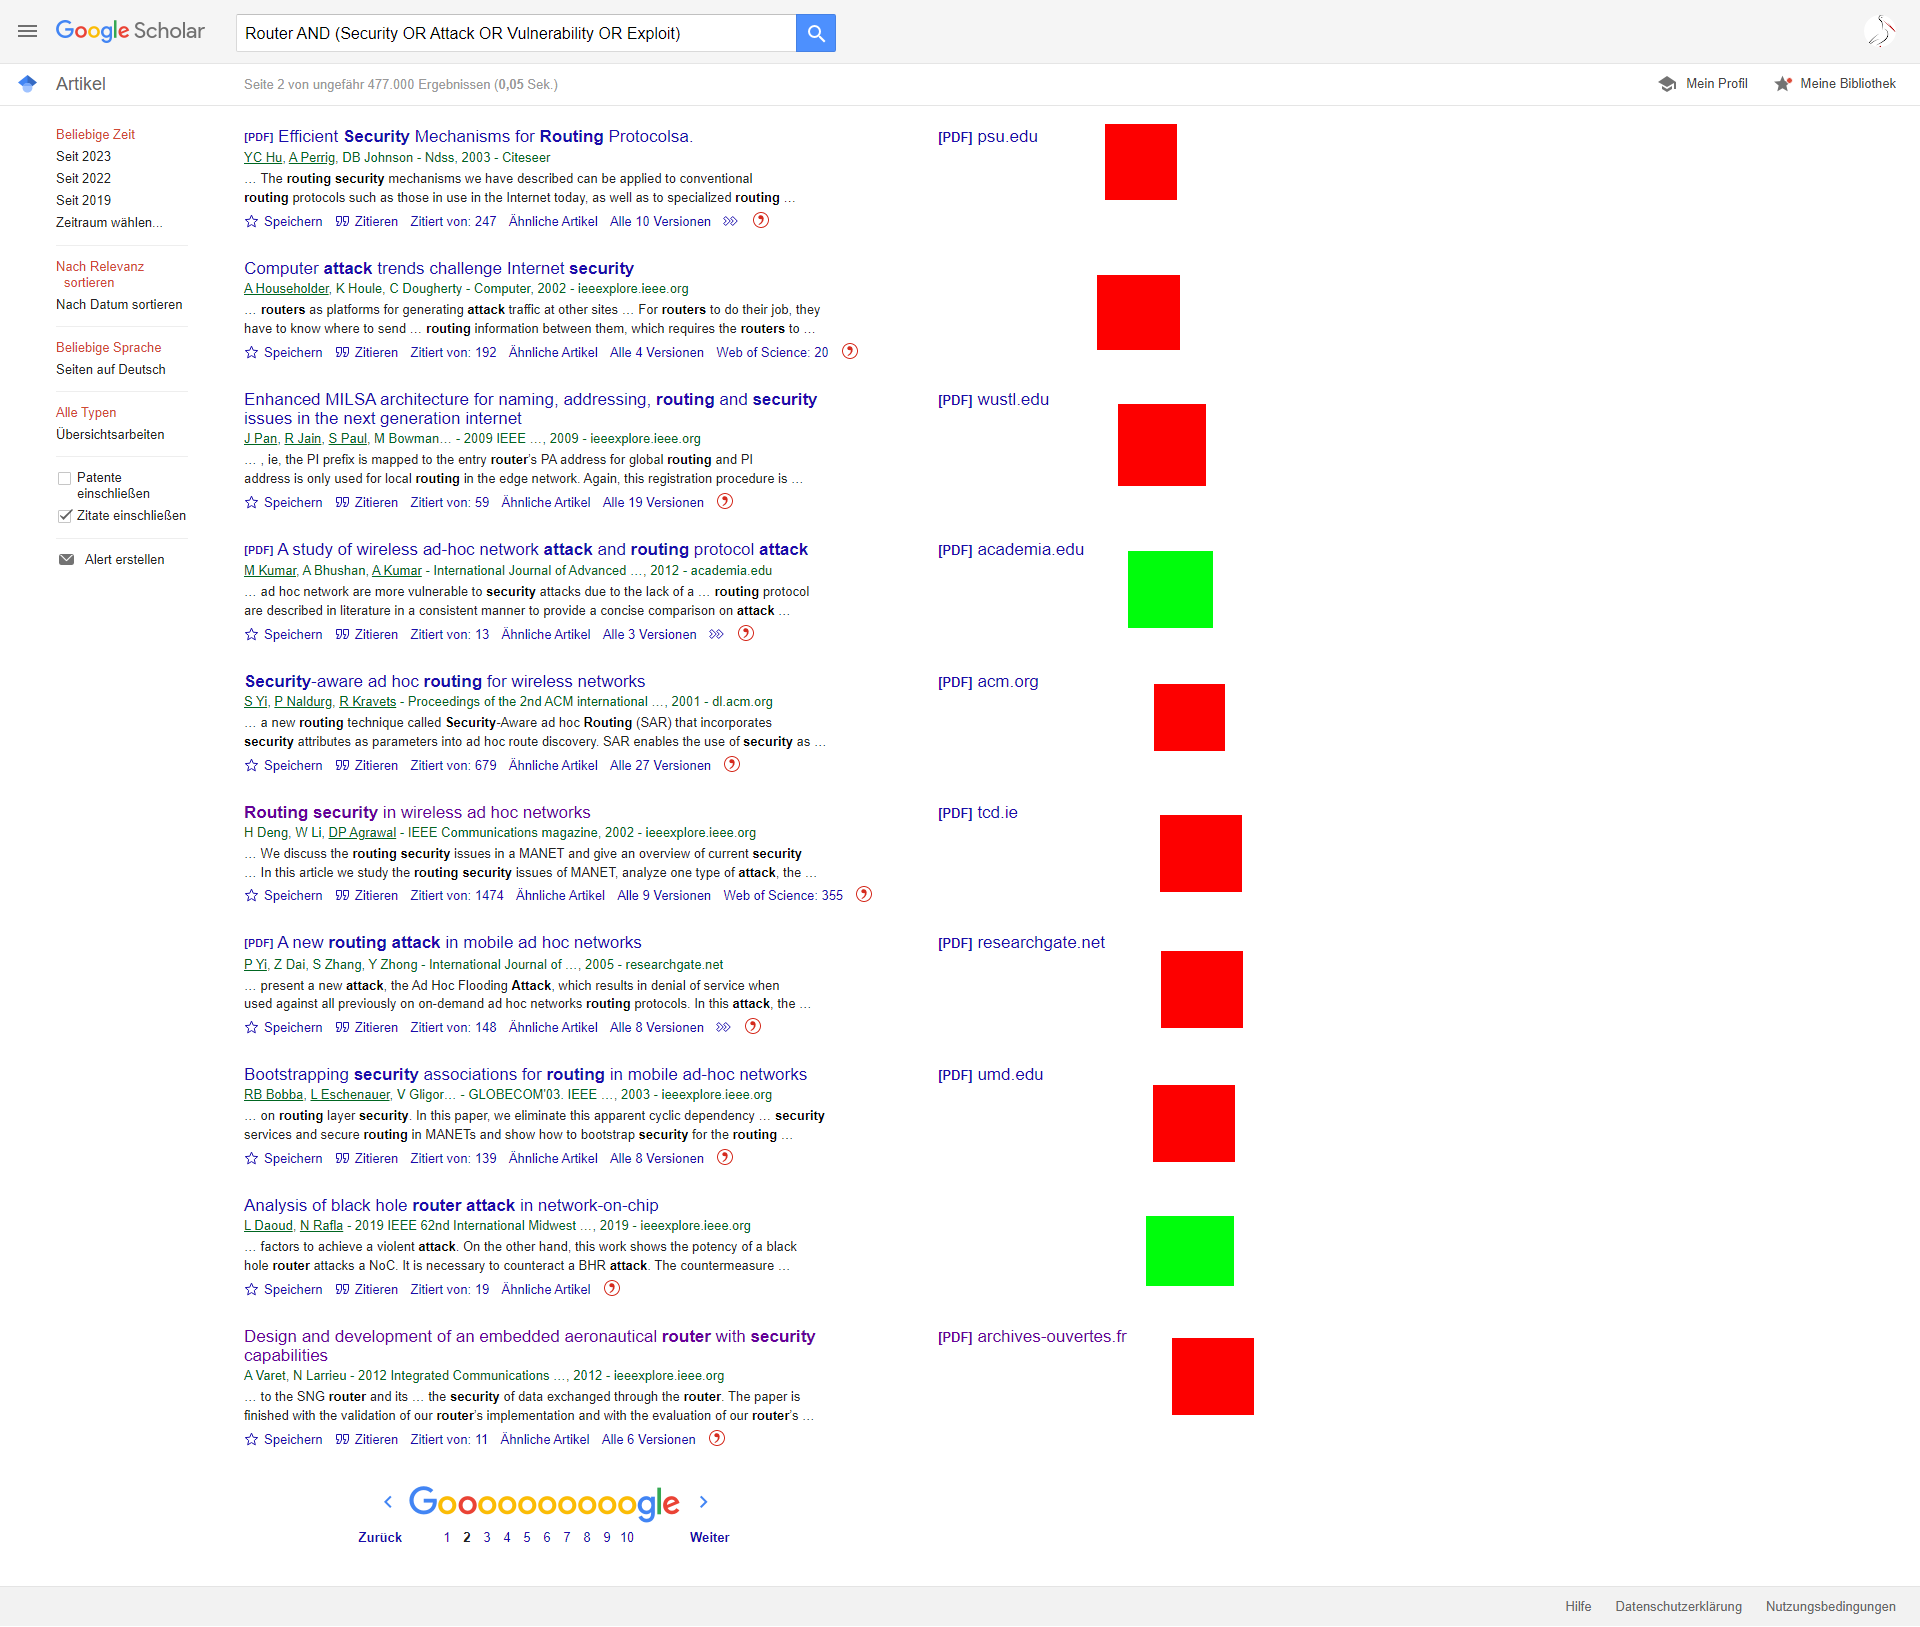 Google Scholar
Router AND (Security OR Attack OR Vulnerability OR Exploit)
Artikel
Seite 2 von ungefähr 477.000 Ergebnissen (0,05 Sek.)
Mein Profil
Meine Bibliothek
Beliebige Zeit
Seit 2023
Seit 2022
Seit 2019
Zeitraum wählen...
Nach Relevanz
sortieren
Nach Datum sortieren
Beliebige Sprache
Seiten auf Deutsch
Alle Typen
Übersichtsarbeiten
Patente
einschließen
Zitate einschließen
Alert erstellen
[PDF] Efficient Security Mechanisms for Routing Protocolsa.
[PDF] psu.edu
YC Hu, A Perrig, DB Johnson - Ndss, 2003 - Citeseer
… The routing security mechanisms we have described can be applied to conventional
routing protocols such as those in use in the Internet today, as well as to specialized routing …
Speichern Zitieren Zitiert von: 247 Ähnliche Artikel Alle 10 Versionen
Computer attack trends challenge Internet security
A Householder, K Houle, C Dougherty - Computer, 2002 - ieeexplore.ieee.org
… routers as platforms for generating attack traffic at other sites … For routers to do their job, they
have to know where to send … routing information between them, which requires the routers to …
Speichern Zitieren Zitiert von: 192 Ähnliche Artikel Alle 4 Versionen Web of Science: 20
Enhanced MILSA architecture for naming, addressing, routing and security
issues in the next generation internet
[PDF] wustl.edu
J Pan, R Jain, S Paul, M Bowman… - 2009 IEEE …, 2009 - ieeexplore.ieee.org
… , ie, the PI prefix is mapped to the entry router's PA address for global routing and PI
address is only used for local routing in the edge network. Again, this registration procedure is …
Speichern Zitieren Zitiert von: 59 Ähnliche Artikel Alle 19 Versionen
[PDF] A study of wireless ad-hoc network attack and routing protocol attack
[PDF] academia.edu
M Kumar, A Bhushan, A Kumar - International Journal of Advanced …, 2012 - academia.edu
… ad hoc network are more vulnerable to security attacks due to the lack of a … routing protocol
are described in literature in a consistent manner to provide a concise comparison on attack …
Speichern Zitieren Zitiert von: 13 Ähnliche Artikel Alle 3 Versionen
Security-aware ad hoc routing for wireless networks
[PDF] acm.org
S Yi, P Naldurg, R Kravets - Proceedings of the 2nd ACM international …, 2001 - dl.acm.org
… a new routing technique called Security-Aware ad hoc Routing (SAR) that incorporates
security attributes as parameters into ad hoc route discovery. SAR enables the use of security as …
Speichern Zitieren Zitiert von: 679 Ähnliche Artikel Alle 27 Versionen
Routing security in wireless ad hoc networks
[PDF] tcd.ie
H Deng, W Li, DP Agrawal - IEEE Communications magazine, 2002 - ieeexplore.ieee.org
… We discuss the routing security issues in a MANET and give an overview of current security
… In this article we study the routing security issues of MANET, analyze one type of attack, the …
Speichern Zitieren Zitiert von: 1474 Ähnliche Artikel Alle 9 Versionen Web of Science: 355
[PDF] A new routing attack in mobile ad hoc networks
[PDF] researchgate.net
P Yi, Z Dai, S Zhang, Y Zhong - International Journal of …, 2005 - researchgate.net
… present a new attack, the Ad Hoc Flooding Attack, which results in denial of service when
used against all previously on on-demand ad hoc networks routing protocols. In this attack, the …
Speichern Zitieren Zitiert von: 148 Ähnliche Artikel Alle 8 Versionen
Bootstrapping security associations for routing in mobile ad-hoc networks
[PDF] umd.edu
RB Bobba, L Eschenauer, V Gligor… - GLOBECOM'03. IEEE …, 2003 - ieeexplore.ieee.org
… on routing layer security. In this paper, we eliminate this apparent cyclic dependency … security
services and secure routing in MANETs and show how to bootstrap security for the routing …
Speichern Zitieren Zitiert von: 139 Ähnliche Artikel Alle 8 Versionen
Analysis of black hole router attack in network-on-chip
L Daoud, N Rafla - 2019 IEEE 62nd International Midwest …, 2019 - ieeexplore.ieee.org
… factors to achieve a violent attack. On the other hand, this work shows the potency of a black
hole router attacks a NoC. It is necessary to counteract a BHR attack. The countermeasure …
Speichern Zitieren Zitiert von: 19 Ähnliche Artikel
Design and development of an embedded aeronautical router with security
capabilities
[PDF] archives-ouvertes.fr
A Varet, N Larrieu - 2012 Integrated Communications …, 2012 - ieeexplore.ieee.org
… to the SNG router and its … the security of data exchanged through the router. The paper is
finished with the validation of our router's implementation and with the evaluation of our router's …
Speichern Zitieren Zitiert von: 11 Ähnliche Artikel Alle 6 Versionen
Goooooooooogle
Zurück 1 2 3 4 5 6 7 8 9 10 Weiter
Hilfe Datenschutzerklärung Nutzungsbedingungen